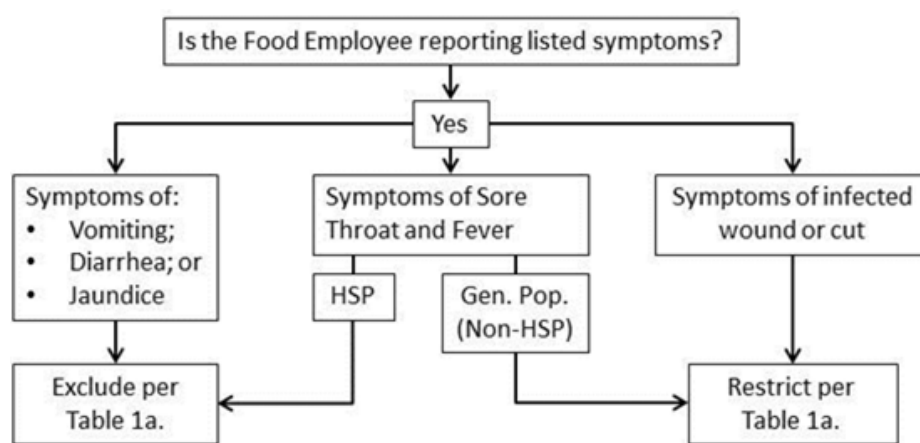 Is the Food Employee reporting listed symptoms?
Yes
Symptoms of:
• Vomiting;
• Diarrhea; or
• Jaundice
Symptoms of Sore
Throat and Fever
Symptoms of infected
wound or cut
HSP
Gen. Pop.
(Non-HSP)
Exclude per
Table 1a.
Restrict per
Table 1a.